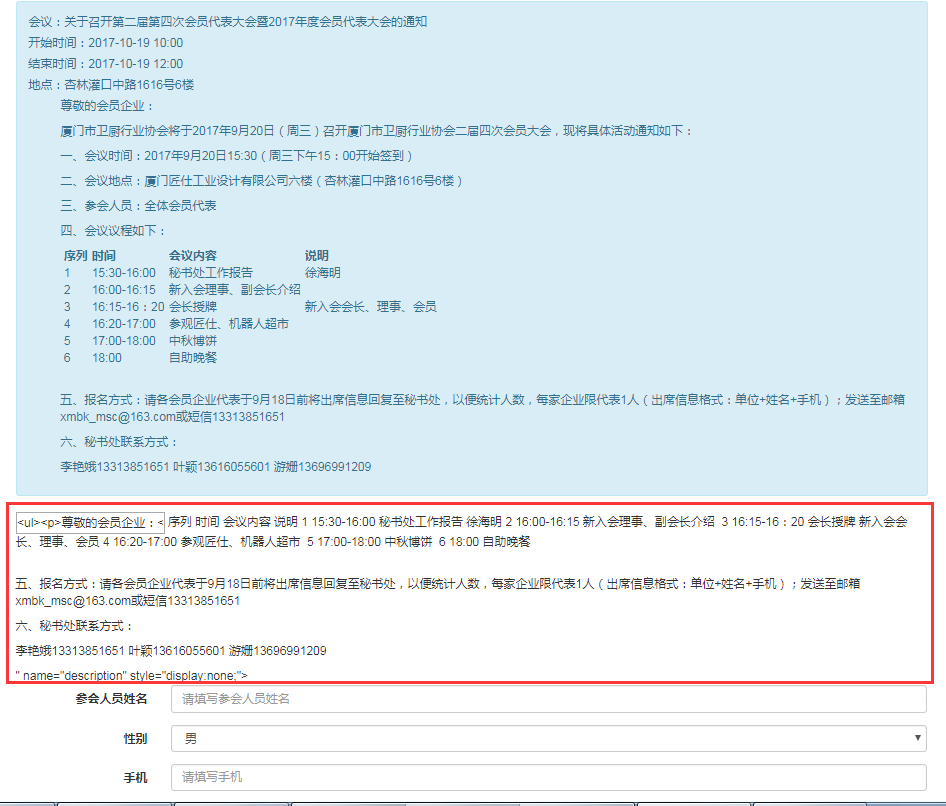 会议：关于召开第二届第四次会员代表大会暨2017年度会员代表大会的通知
开始时间：2017-10-19 10:00
结束时间：2017-10-19 12:00
地点：杏林灌口中路1616号6楼
尊敬的会员企业：
厦门市卫厨行业协会将于2017年9月20日（周三）召开厦门市卫厨行业协会二届四次会员大会，现将具体活动通知如下：
一、会议时间：2017年9月20日15:30（周三下午15：00开始签到）
二、会议地点：厦门匠仕工业设计有限公司六楼（杏林灌口中路1616号6楼）
三、参会人员：全体会员代表
四、会议议程如下：
序列 时间 会议内容 说明
1 15:30-16:00 秘书处工作报告 徐海明
2 16:00-16:15 新入会理事、副会长介绍
3 16:15-16：20 会长授牌 新入会会长、理事、会员
4 16:20-17:00 参观匠仕、机器人超市
5 17:00-18:00 中秋博饼
6 18:00 自助晚餐
五、报名方式：请各会员企业代表于9月18日前将出席信息回复至秘书处，以便统计人数，每家企业限代表1人（出席信息格式：单位+姓名+手机）；发送至邮箱
xmbk_msc@163.com或短信13313851651
六、秘书处联系方式：
李艳娥13313851651 叶颖13616055601 游姗13696991209
<ul><p>尊敬的会员企业：< 序列 时间 会议内容 说明 1 15:30-16:00 秘书处工作报告 徐海明 2 16:00-16:15 新入会理事、副会长介绍 3 16:15-16：20 会长授牌 新入会会
长、理事、会员 4 16:20-17:00 参观匠仕、机器人超市 5 17:00-18:00 中秋博饼 6 18:00 自助晚餐
五、报名方式：请各会员企业代表于9月18日前将出席信息回复至秘书处，以便统计人数，每家企业限代表1人（出席信息格式：单位+姓名+手机）；发送至邮箱
xmbk_msc@163.com或短信13313851651
六、秘书处联系方式：
李艳娥13313851651 叶颖13616055601 游姗13696991209
" name="description" style="display:none;">
参会人员姓名 请填写参会人员姓名
性别 男
手机 请填写手机